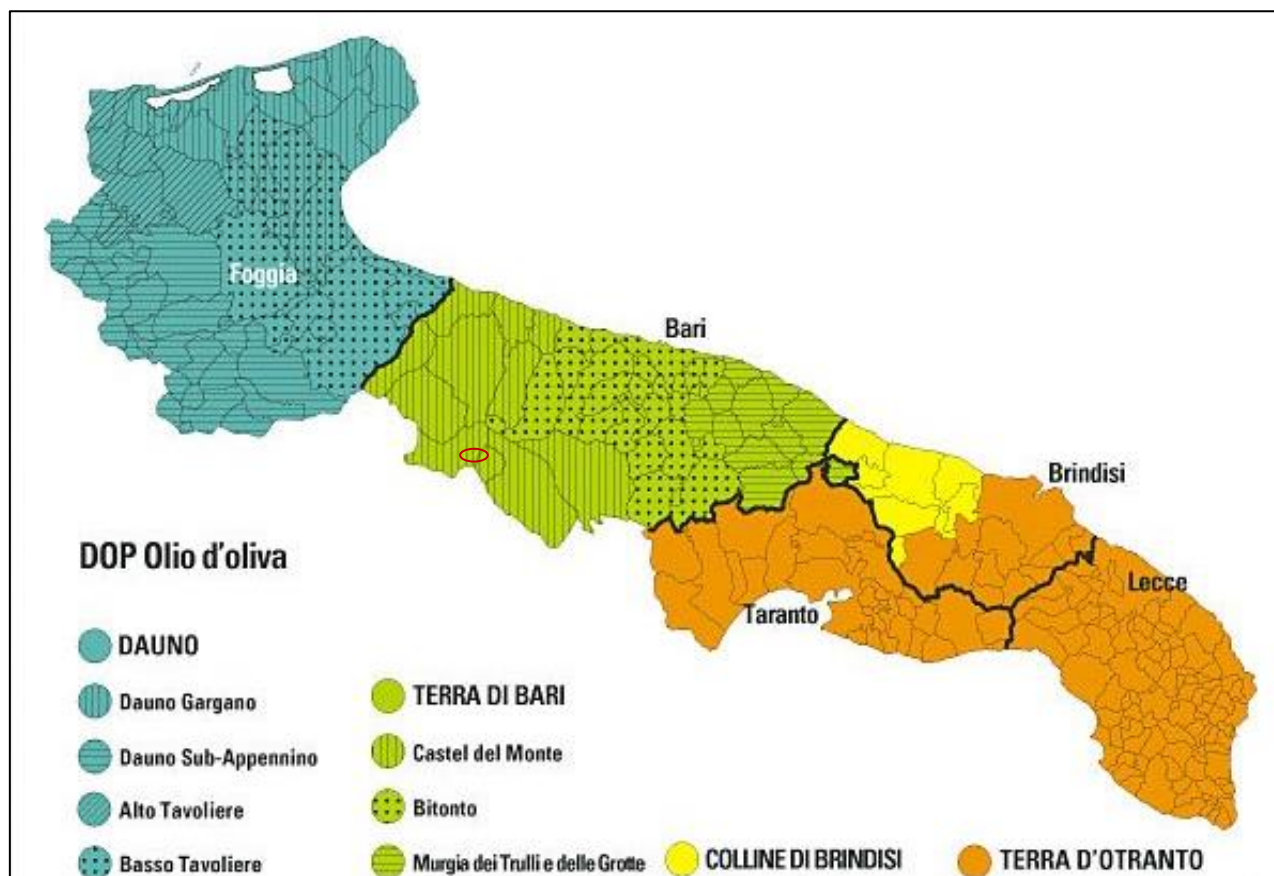 Foggia
Bari
Brindisi
Lecce
Taranto
DOP Olio d'oliva
DAUNO
Dauno Gargano
Dauno Sub-Appennino
Alto Tavoliere
Basso Tavoliere
TERRA DI BARI
Castel del Monte
Bitonto
Murgia dei Trulli e delle Grotte
COLLINE DI BRINDISI
TERRA D'OTRANTO